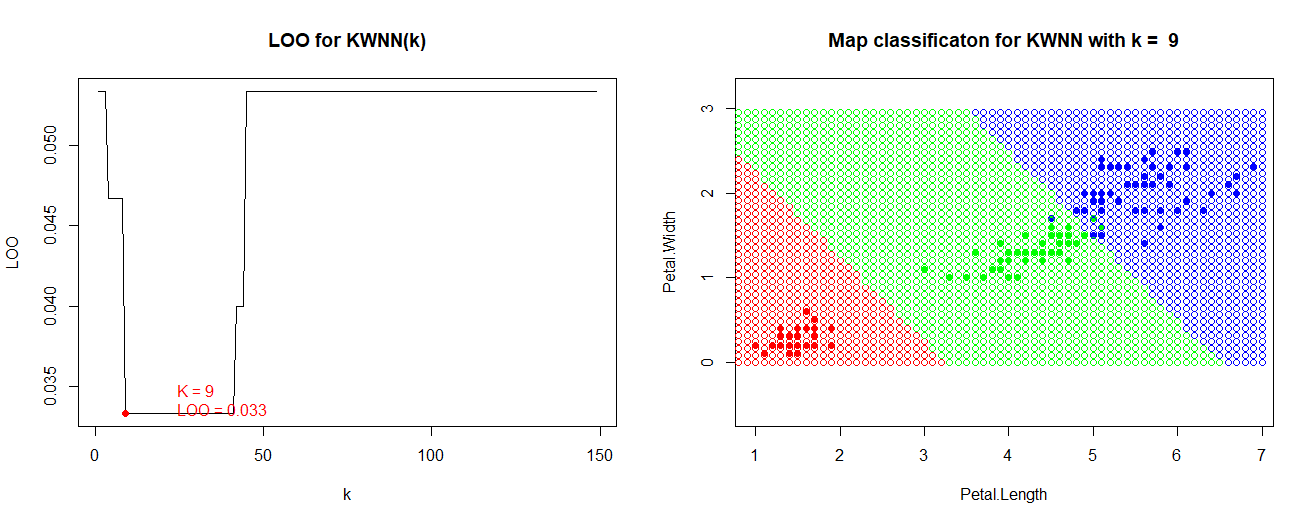 LOO for KWNN(k)
LOO
0.050
0.045
0.040
0.035
K = 9
LOO = 0.033
0 50 100 150
k
Map classificaton for KWNN with k =  9
Petal.Width
3
2
1
0
1 2 3 4 5 6 7
Petal.Length